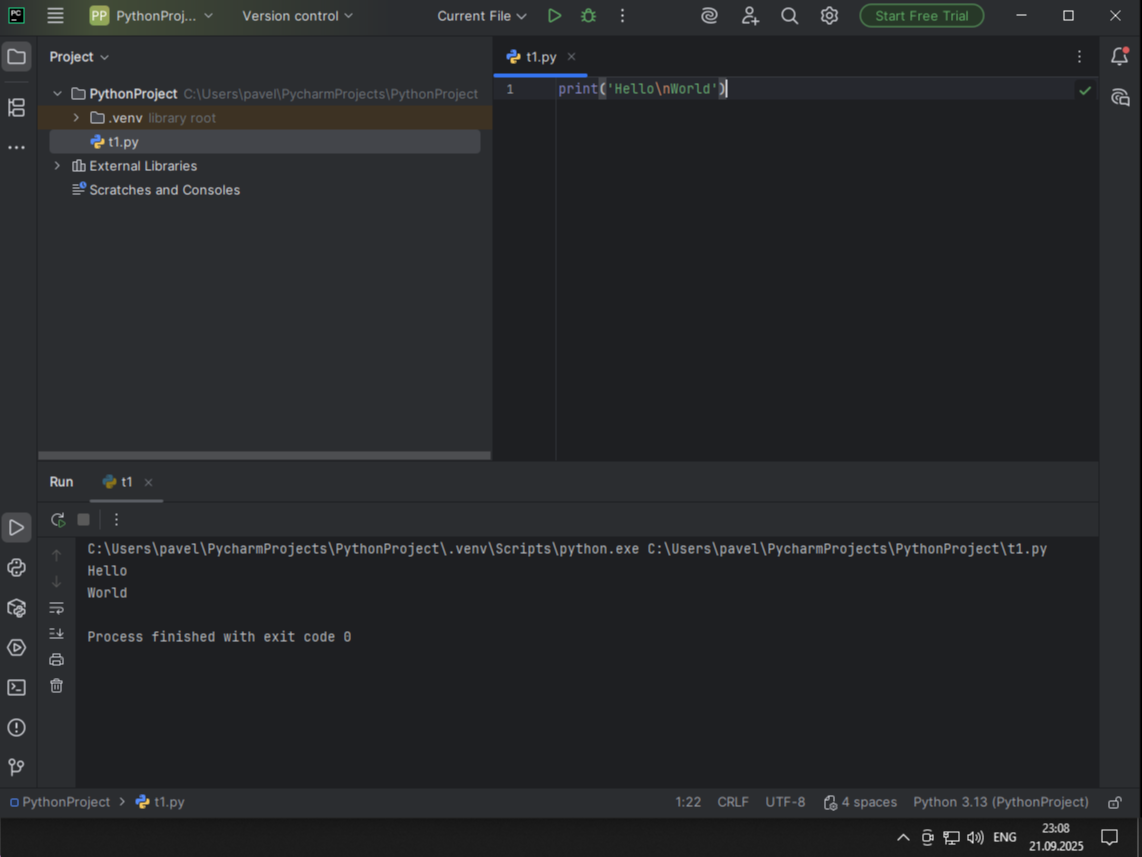 PC
PP PythonProj... Version control Current File Start Free Trial
Project
PythonProject C:\Users\pavel\PycharmProjects\PythonProject
.venv library root
t1.py
External Libraries
Scratches and Consoles
t1.py
1 print('Hello\nWorld')
Run t1
C:\Users\pavel\PycharmProjects\PythonProject\.venv\Scripts\python.exe C:\Users\pavel\PycharmProjects\PythonProject\t1.py
Hello
World
Process finished with exit code 0
PythonProject > t1.py 1:22 CRLF UTF-8 4 spaces Python 3.13 (PythonProject)
ENG 23:08
21.09.2025